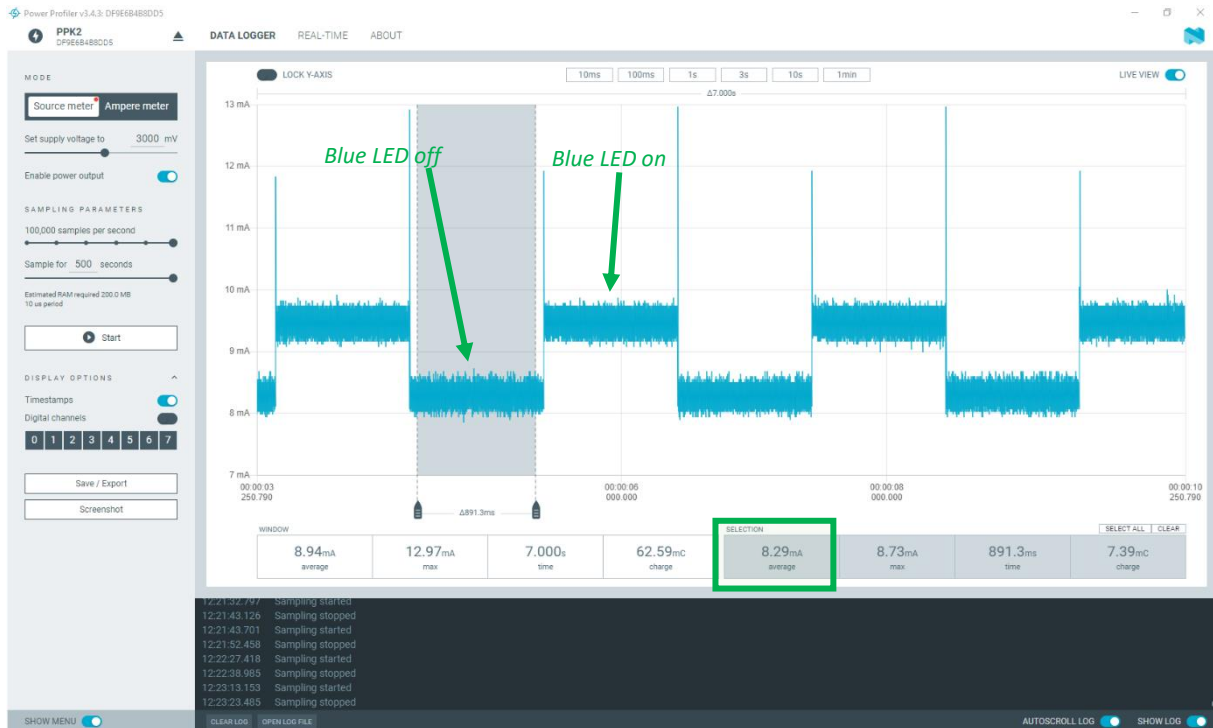 Power Profiler v3.4.3: DF9E6B4B8DD5
PPK2
DF9E6B4B8DD5
DATA LOGGER REAL-TIME ABOUT
MODE
Source meter Ampere meter
Set supply voltage to 3000 mV
Enable power output
SAMPLING PARAMETERS
100,000 samples per second
Sample for 500 seconds
Estimated RAM required 200.0 MB
10 us period
Start
DISPLAY OPTIONS
Timestamps
Digital channels
0 1 2 3 4 5 6 7
Save / Export
Screenshot
SHOW MENU
LOCK Y-AXIS 10ms 100ms 1s 3s 10s 1min LIVE VIEW
Δ7.000s
13 mA
12 mA
11 mA
10 mA
9 mA
8 mA
7 mA
Blue LED off Blue LED on
00:00:03 00:00:06 00:00:08 00:00:10
250.790 000.000 000.000 250.790
Δ891.3ms
WINDOW SELECTION SELECT ALL CLEAR
8.94mA 12.97mA 7.000s 62.59mC 8.29mA 8.73mA 891.3ms 7.39mC
average max time charge average max time charge
12:21:32.797 Sampling started
12:21:43.126 Sampling stopped
12:21:43.701 Sampling started
12:21:52.458 Sampling stopped
12:22:27.418 Sampling started
12:22:38.985 Sampling stopped
12:23:13.153 Sampling started
12:23:23.485 Sampling stopped
CLEAR LOG OPEN LOG FILE AUTOSCROLL LOG SHOW LOG